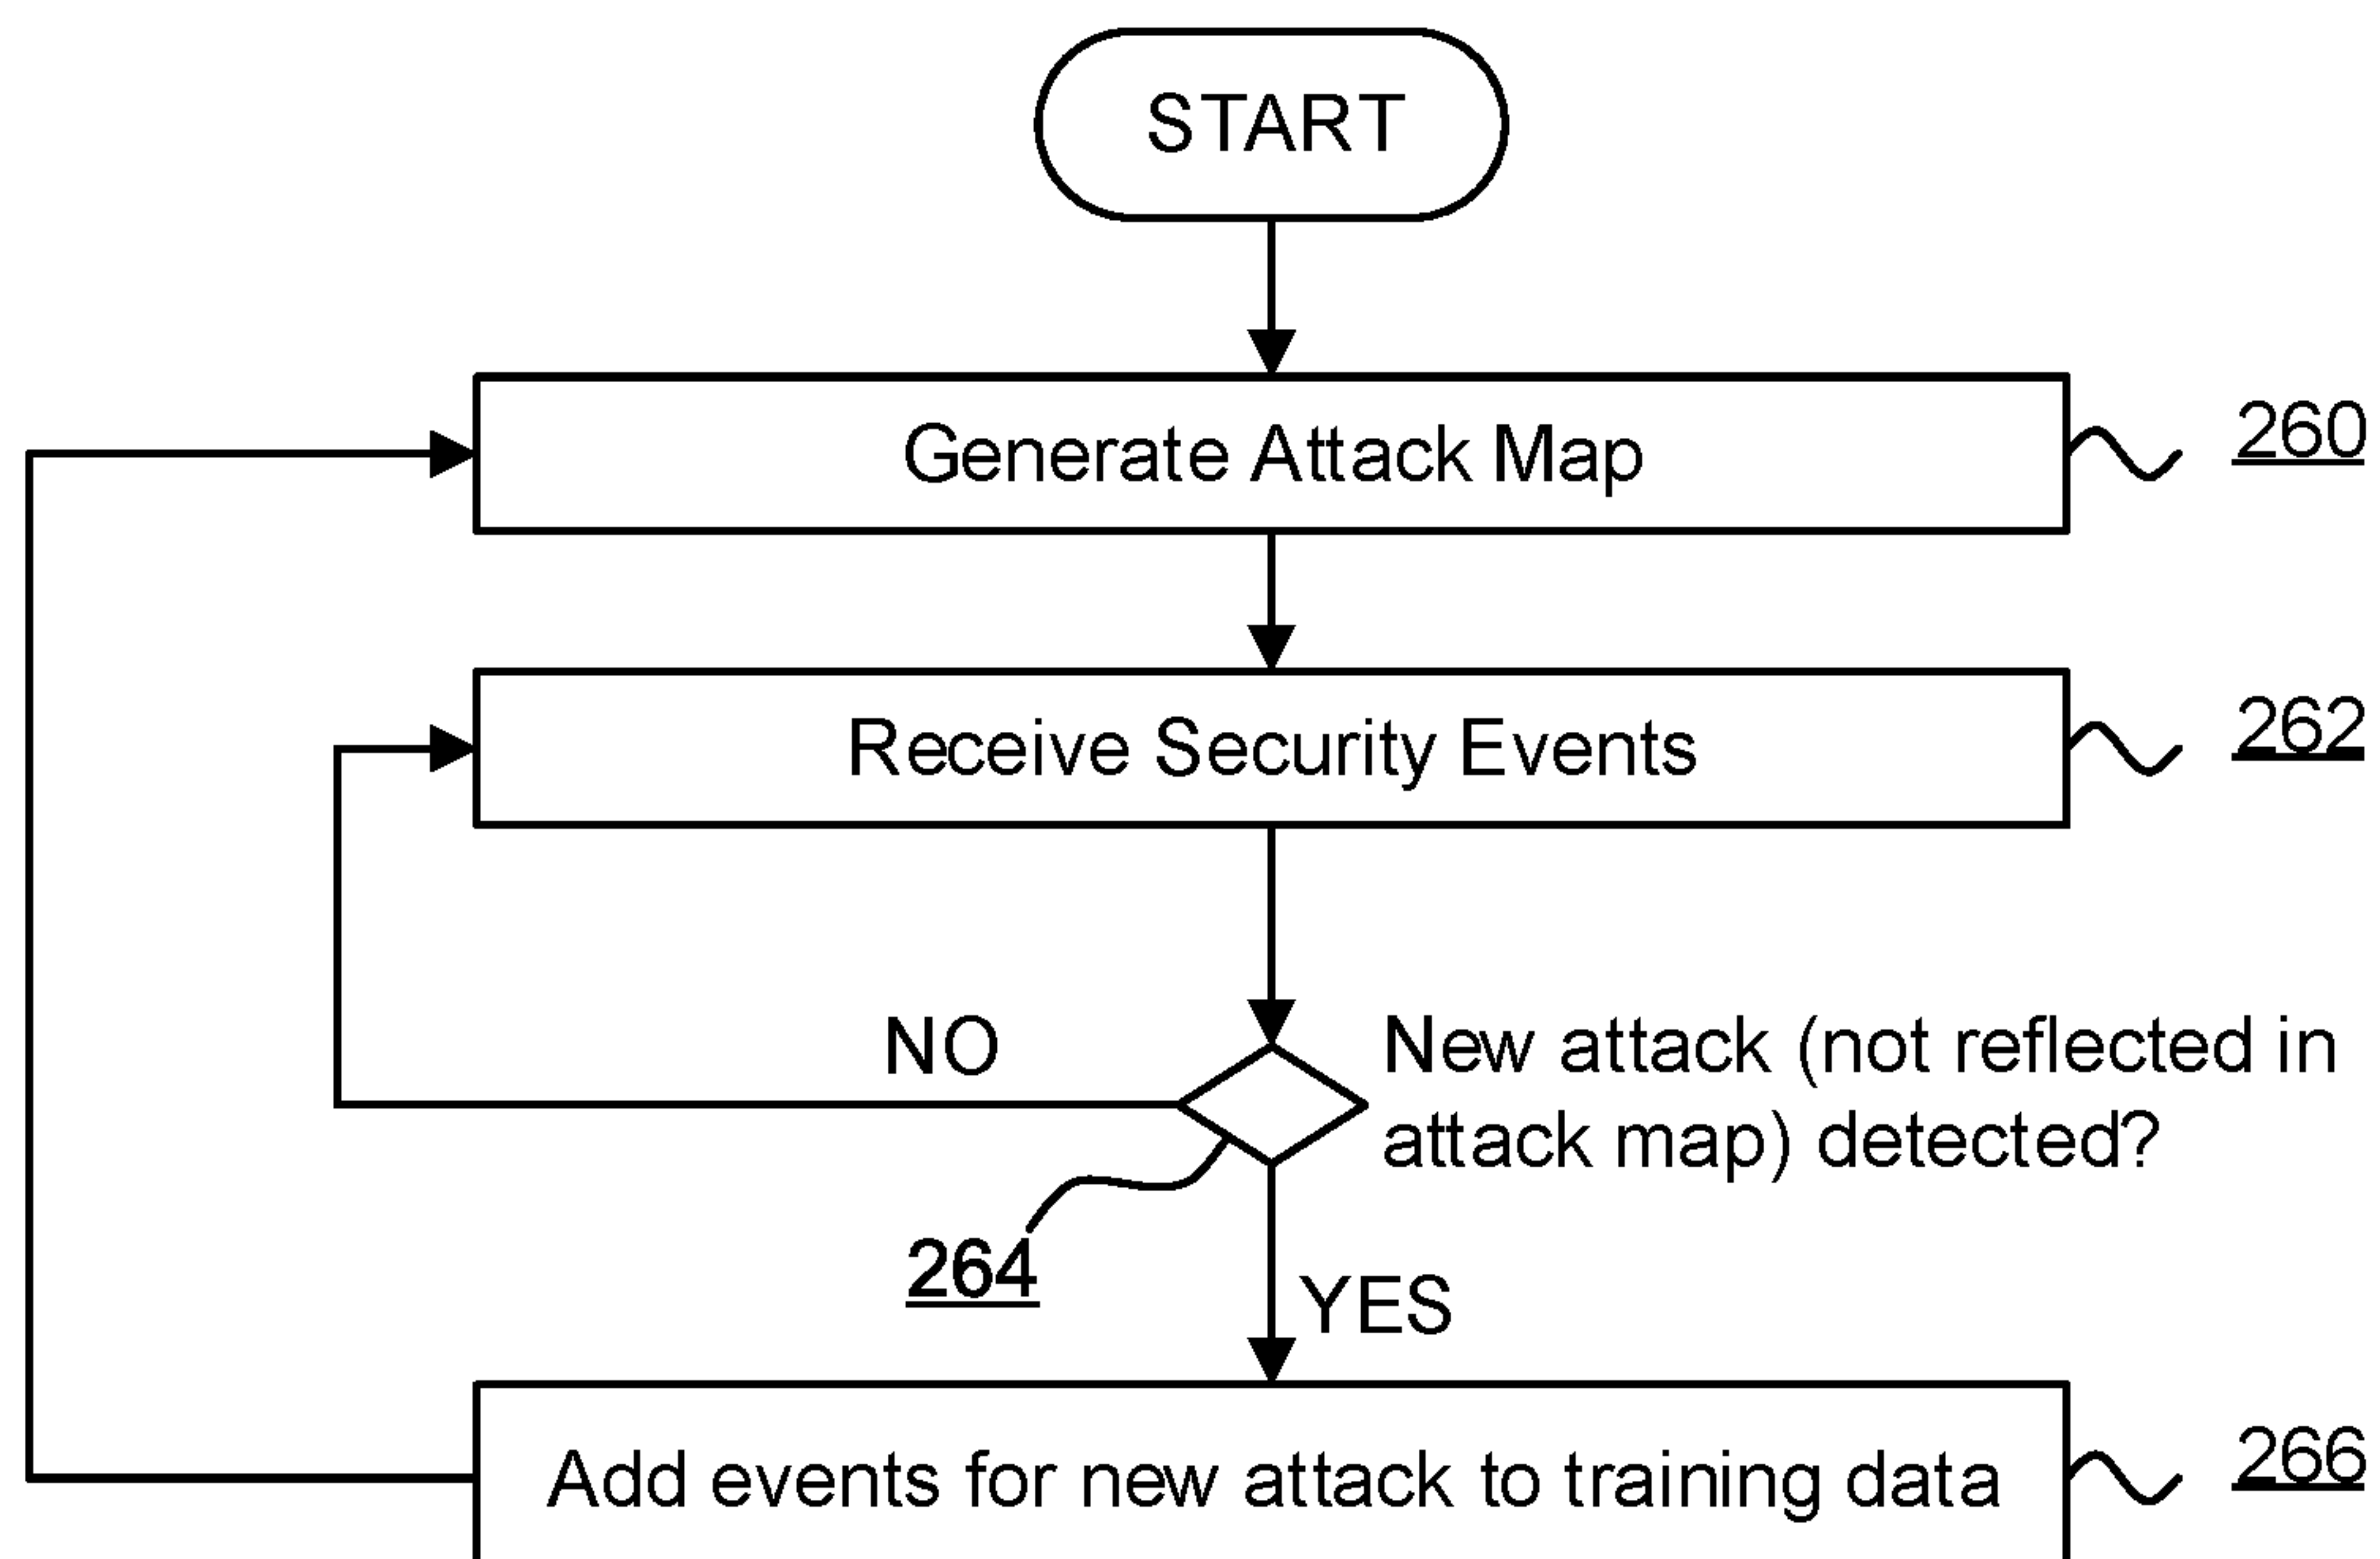 START
Generate Attack Map
260
Receive Security Events
262
NO
New attack (not reflected in
attack map) detected?
264
YES
Add events for new attack to training data
266